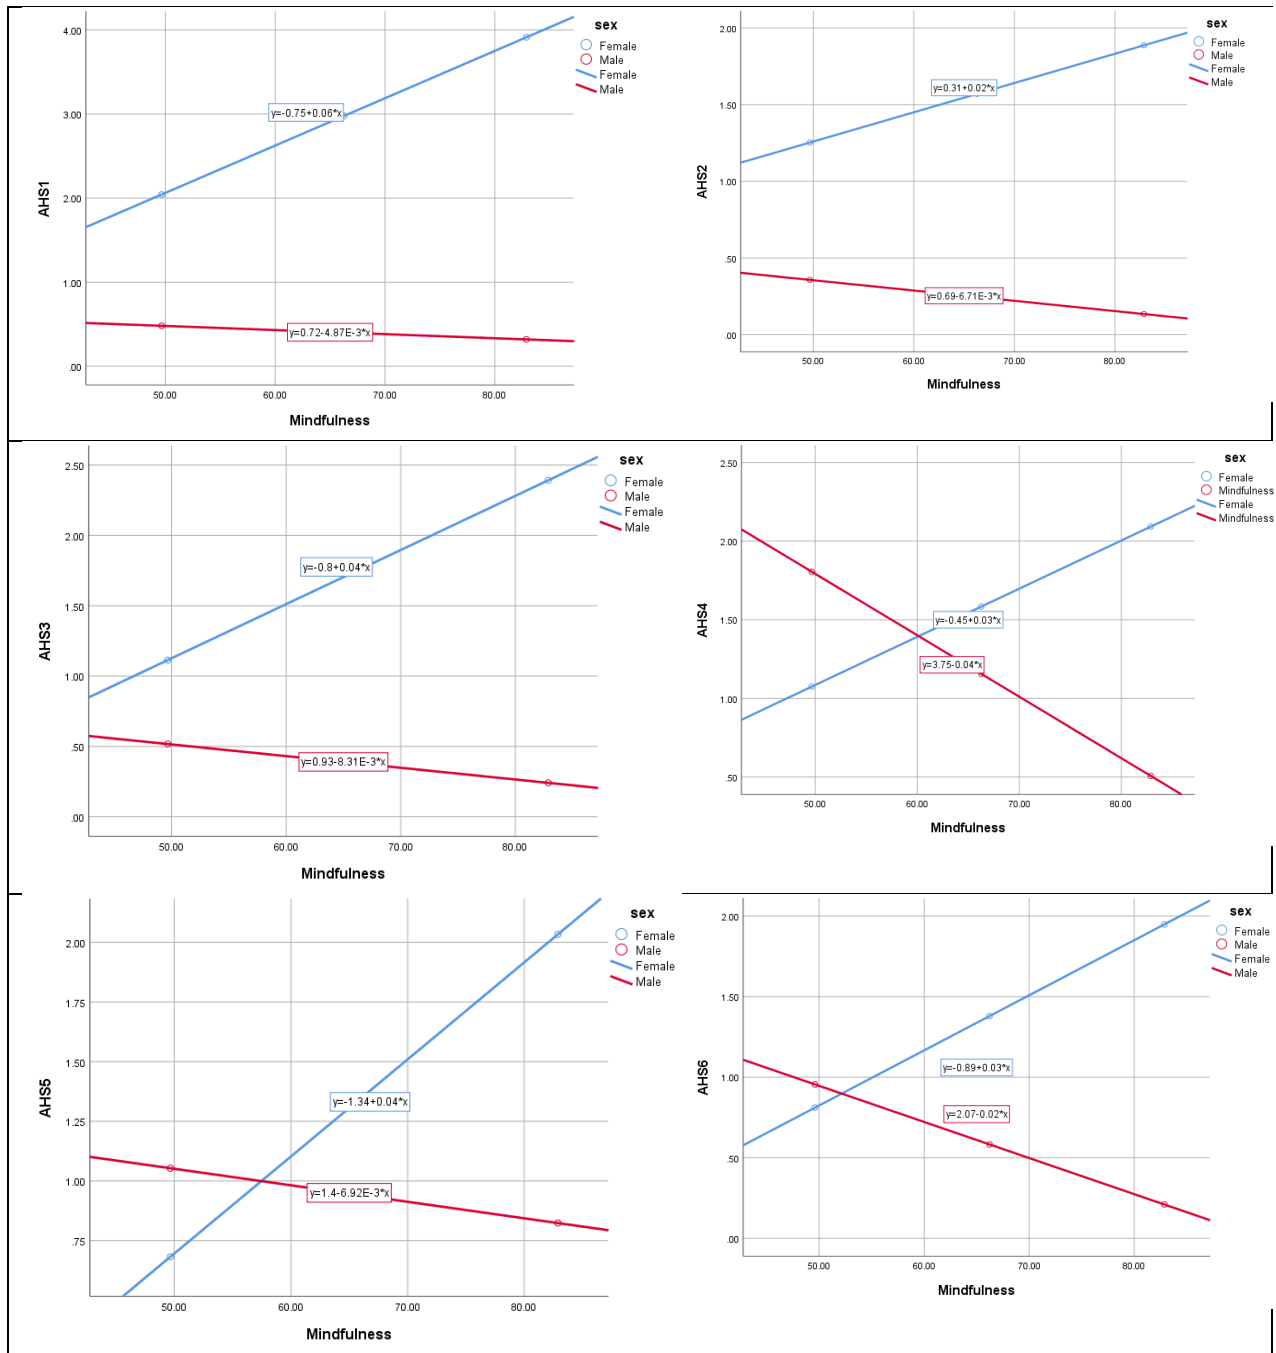 sex
Female
Male
Female
Male
4.00
3.00
2.00
1.00
.00
AHS1
y=-0.75+0.06*x
y=0.72-4.87E-3*x
50.00 60.00 70.00 80.00
Mindfulness
sex
Female
Male
Female
Male
2.00
1.50
1.00
.50
.00
AHS2
y=0.31+0.02*x
y=0.69-6.71E-3*x
50.00 60.00 70.00 80.00
Mindfulness
sex
Female
Male
Female
Male
2.50
2.00
1.50
1.00
.50
.00
AHS3
y=-0.8+0.04*x
y=0.93-8.31E-3*x
50.00 60.00 70.00 80.00
Mindfulness
sex
Female
Mindfulness
Female
Mindfulness
2.50
2.00
1.50
1.00
.50
AHS4
y=-0.45+0.03*x
y=3.75-0.04*x
50.00 60.00 70.00 80.00
Mindfulness
sex
Female
Male
Female
Male
2.00
1.75
1.50
1.25
1.00
.75
AHS5
y=-1.34+0.04*x
y=1.4-6.92E-3*x
50.00 60.00 70.00 80.00
Mindfulness
sex
Female
Male
Female
Male
2.00
1.50
1.00
.50
.00
AHS6
y=-0.89+0.03*x
y=2.07-0.02*x
50.00 60.00 70.00 80.00
Mindfulness